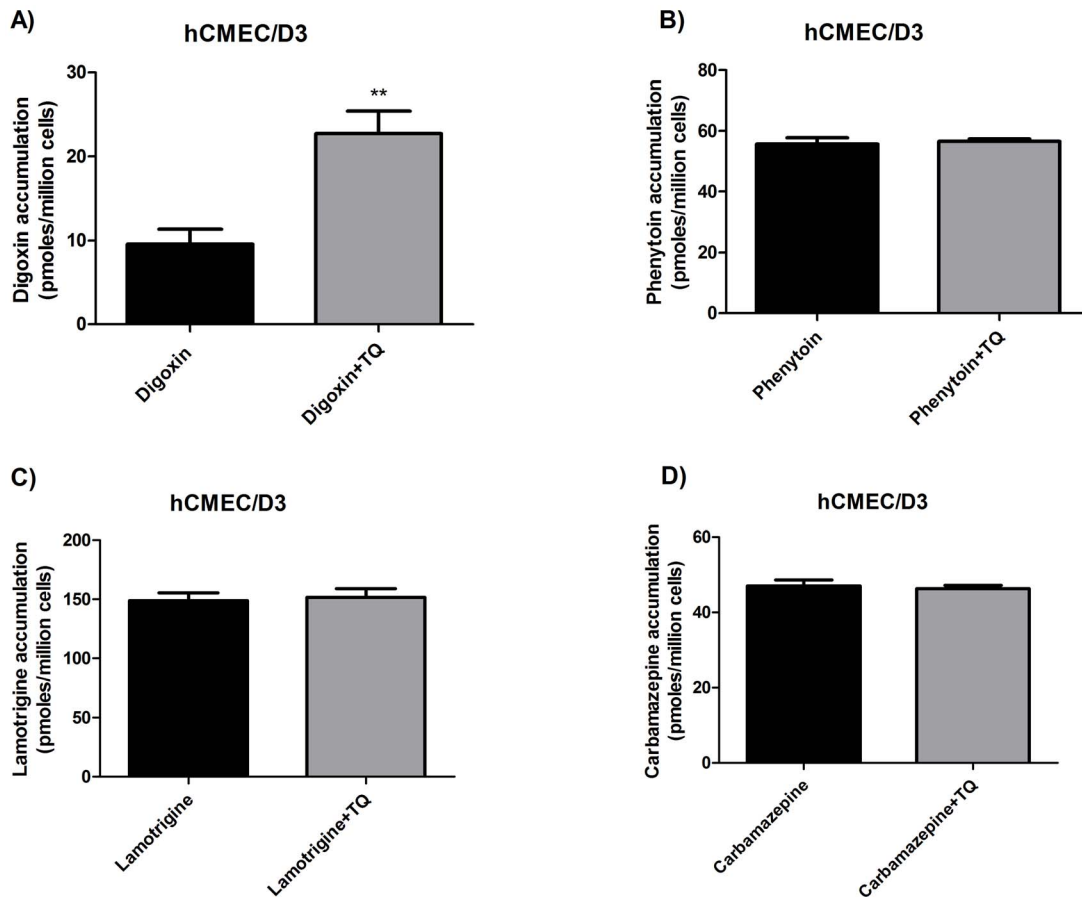 A)
hCMEC/D3
Digoxin accumulation
(pmoles/million cells)
30
20
10
0
**
Digoxin
Digoxin+TQ
B)
hCMEC/D3
Phenytoin accumulation
(pmoles/million cells)
80
60
40
20
0
Phenytoin
Phenytoin+TQ
C)
hCMEC/D3
Lamotrigine accumulation
(pmoles/million cells)
200
150
100
50
0
Lamotrigine
Lamotrigine+TQ
D)
hCMEC/D3
Carbamazepine accumulation
(pmoles/million cells)
60
40
20
0
Carbamazepine
Carbamazepine+TQ